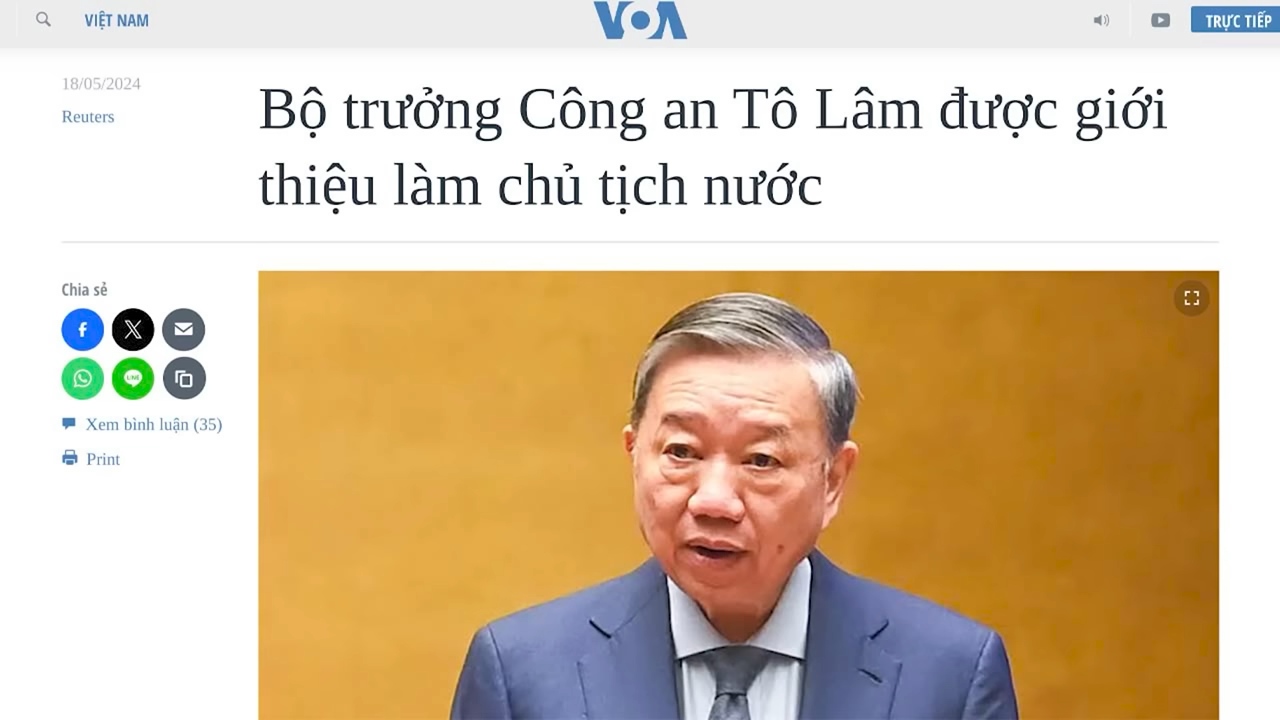 VIỆT NAM
VOA
TRỰC TIẾP
18/05/2024
Reuters
Bộ trưởng Công an Tô Lâm được giới
thiệu làm chủ tịch nước
Chia sẻ
LINE
Xem bình luận (35)
Print